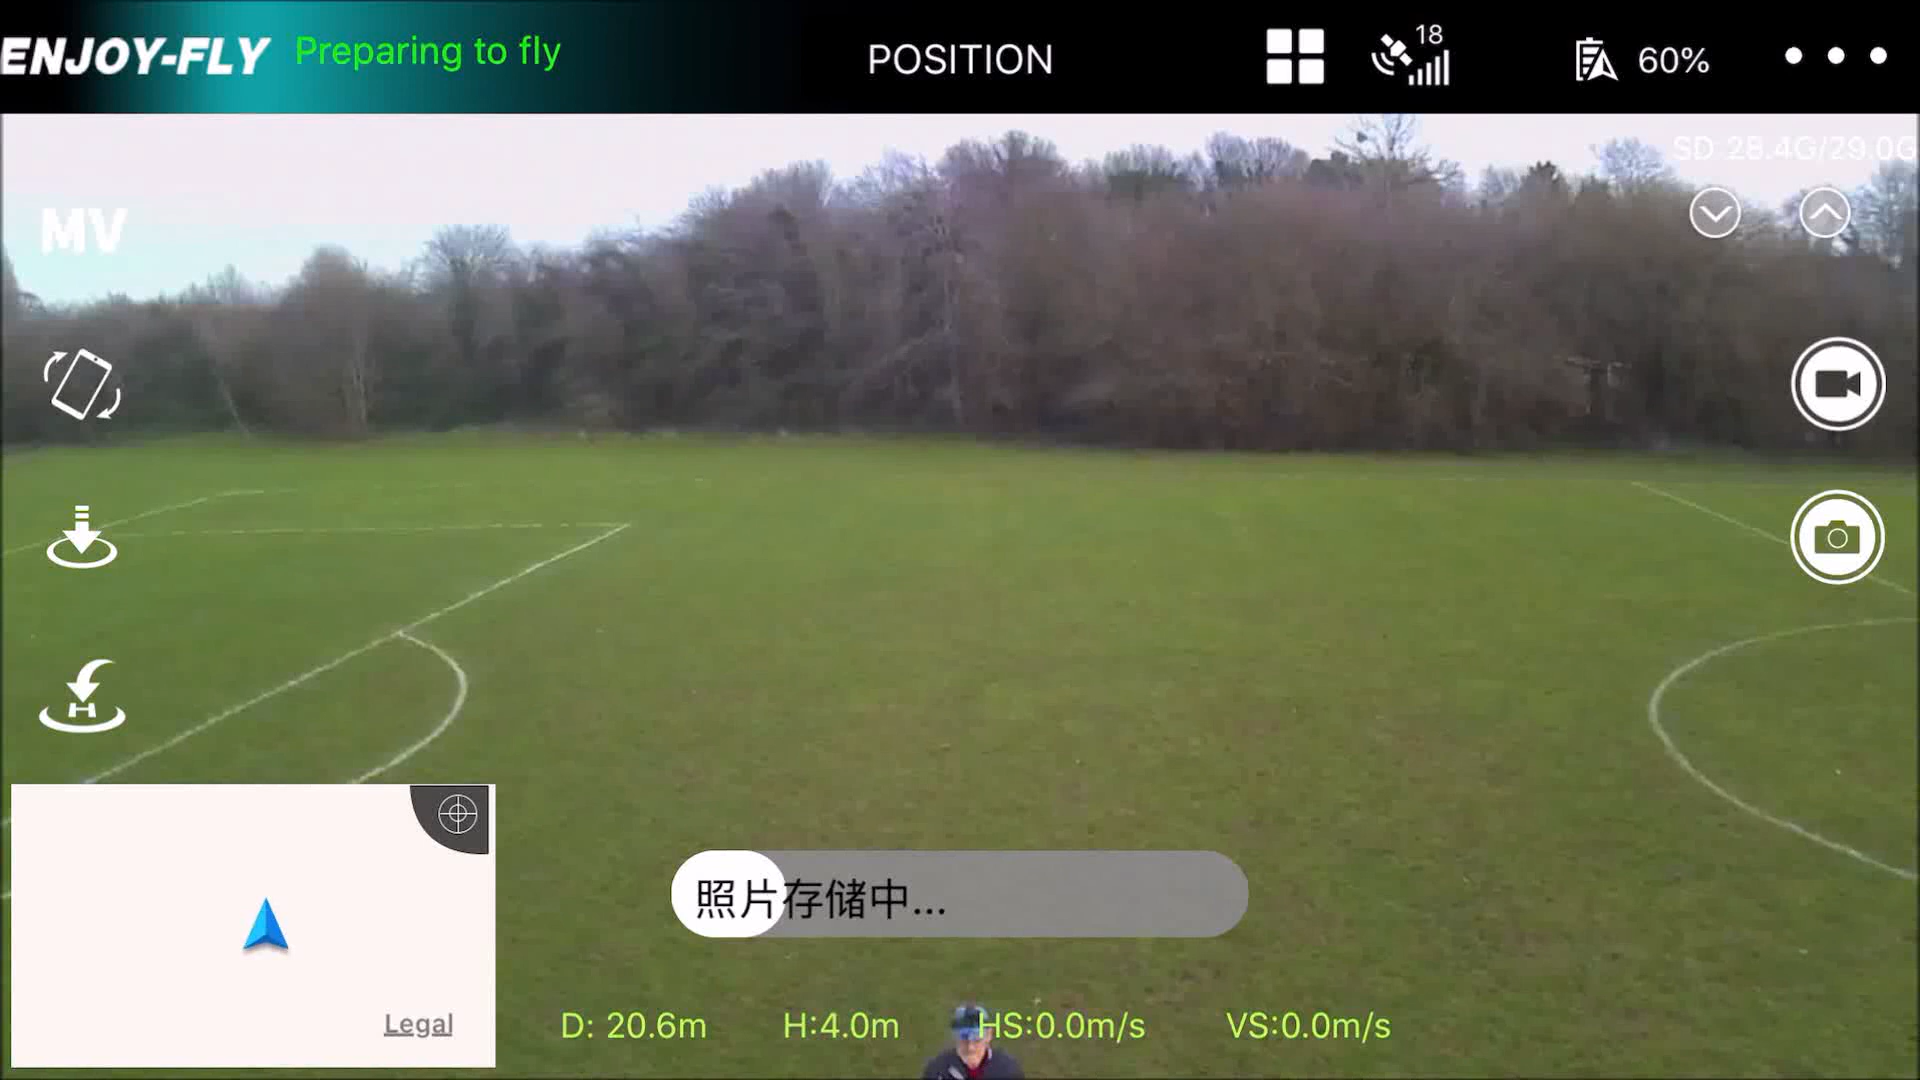 ENJOY-FLY
Preparing to fly
POSITION
18
60%
SD:28.4G/29.0G
MV
H
照片存储中...
Legal
D: 20.6m
H:4.0m
HS:0.0m/s
VS:0.0m/s